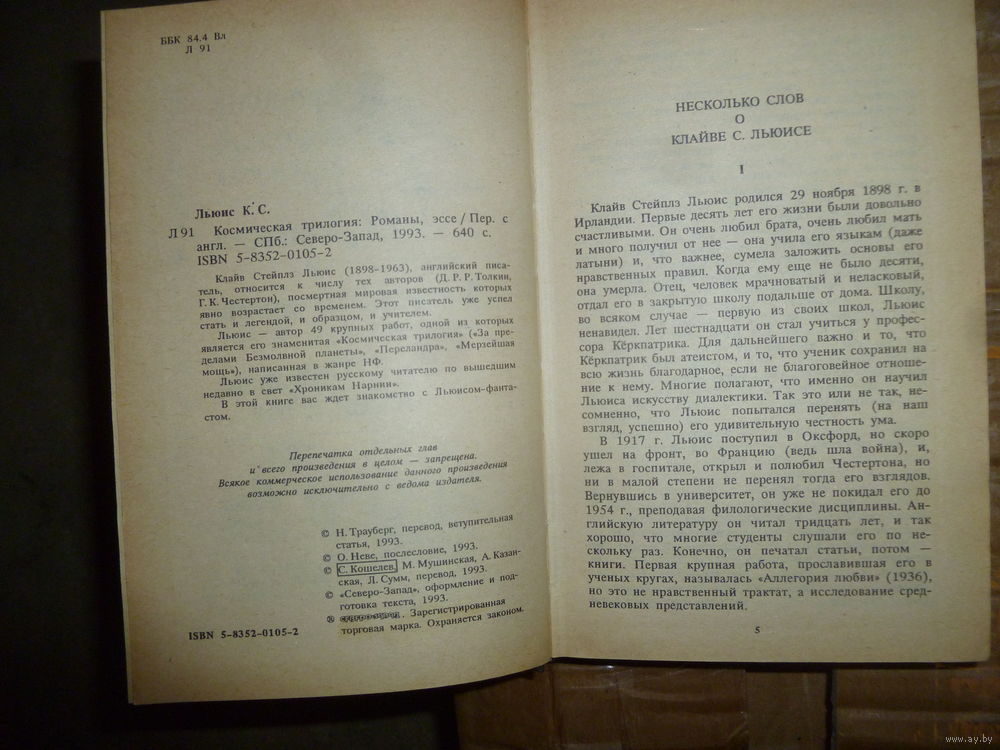 ББК 84.4 Вл
Л 91
Льюис К. С.
Л 91 Космическая трилогия: Романы, эссе / Пер. с
англ. — СПб.: Северо-Запад, 1993. — 640 с.
ISBN 5-8352-0105-2
Клайв Стейплз Льюис (1898-1963), английский писа-
тель, относится к числу тех авторов (Д. Р. Р. Толкин,
Г. К. Честертон), посмертная мировая известность которых
явно возрастает со временем. Этот писатель уже успел
стать и легендой, и образцом, и учителем.
Льюис — автор 49 крупных работ, одной из которых
является его знаменитая «Космическая трилогия» («За пре-
делами Безмолвной планеты», «Переландра», «Мерзейшая
мощь»), написанная в жанре НФ.
Льюис уже известен русскому читателю по вышедшим
недавно в свет «Хроникам Нарнии».
В этой книге вас ждет знакомство с Льюисом-фанта-
стом.
Перепечатка отдельных глав
и всего произведения в целом — запрещена.
Всякое коммерческое использование данного произведения
возможно исключительно с ведома издателя.
© Н. Трауберг, перевод, вступительная
статья, 1993.
© О. Неве, послесловие, 1993.
© С. Кошелев, М. Мушинская, А. Казан-
ская, Л. Сумм, перевод, 1993.
© «Северо-Запад», оформление и под-
готовка текста, 1993.
® Зарегистрированная
торговая марка. Охраняется законом.
ISBN 5-8352-0105-2
НЕСКОЛЬКО СЛОВ
О
КЛАЙВЕ С. ЛЬЮИСЕ
I
Клайв Стейплз Льюис родился 29 ноября 1898 г. в
Ирландии. Первые десять лет его жизни были довольно
счастливыми. Он очень любил брата, очень любил мать
и много получил от нее — она учила его языкам (даже
латыни) и, что важнее, сумела заложить основы его
нравственных правил. Когда ему еще не было десяти,
она умерла. Отец, человек мрачноватый и неласковый,
отдал его в закрытую школу подальше от дома. Школу,
во всяком случае — первую из своих школ, Льюис
ненавидел. Лет шестнадцати он стал учиться у профес-
сора Кёркпатрика. Для дальнейшего важно и то, что
Кёркпатрик был атеистом, и то, что ученик сохранил на
всю жизнь благодарное, если не благоговейное отноше-
ние к нему. Многие полагают, что именно он научил
Льюиса искусству диалектики. Так это или не так, не-
сомненно, что Льюис попытался перенять (на наш
взгляд, успешно) его удивительную честность ума.
В 1917 г. Льюис поступил в Оксфорд, но скоро
ушел на фронт, во Францию (ведь шла война), и,
лежа в госпитале, открыл и полюбил Честертона, но
ни в малой степени не перенял тогда его взглядов.
Вернувшись в университет, он уже не покидал его до
1954 г., преподавая филологические дисциплины. Ан-
глийскую литературу он читал тридцать лет, и так
хорошо, что многие студенты слушали его по не-
скольку раз. Конечно, он печатал статьи, потом —
книги. Первая крупная работа, прославившая его в
ученых кругах, называлась «Аллегория любви» (1936),
но это не нравственный трактат, а исследование сред-
невековых представлений.
5
www.ay.by